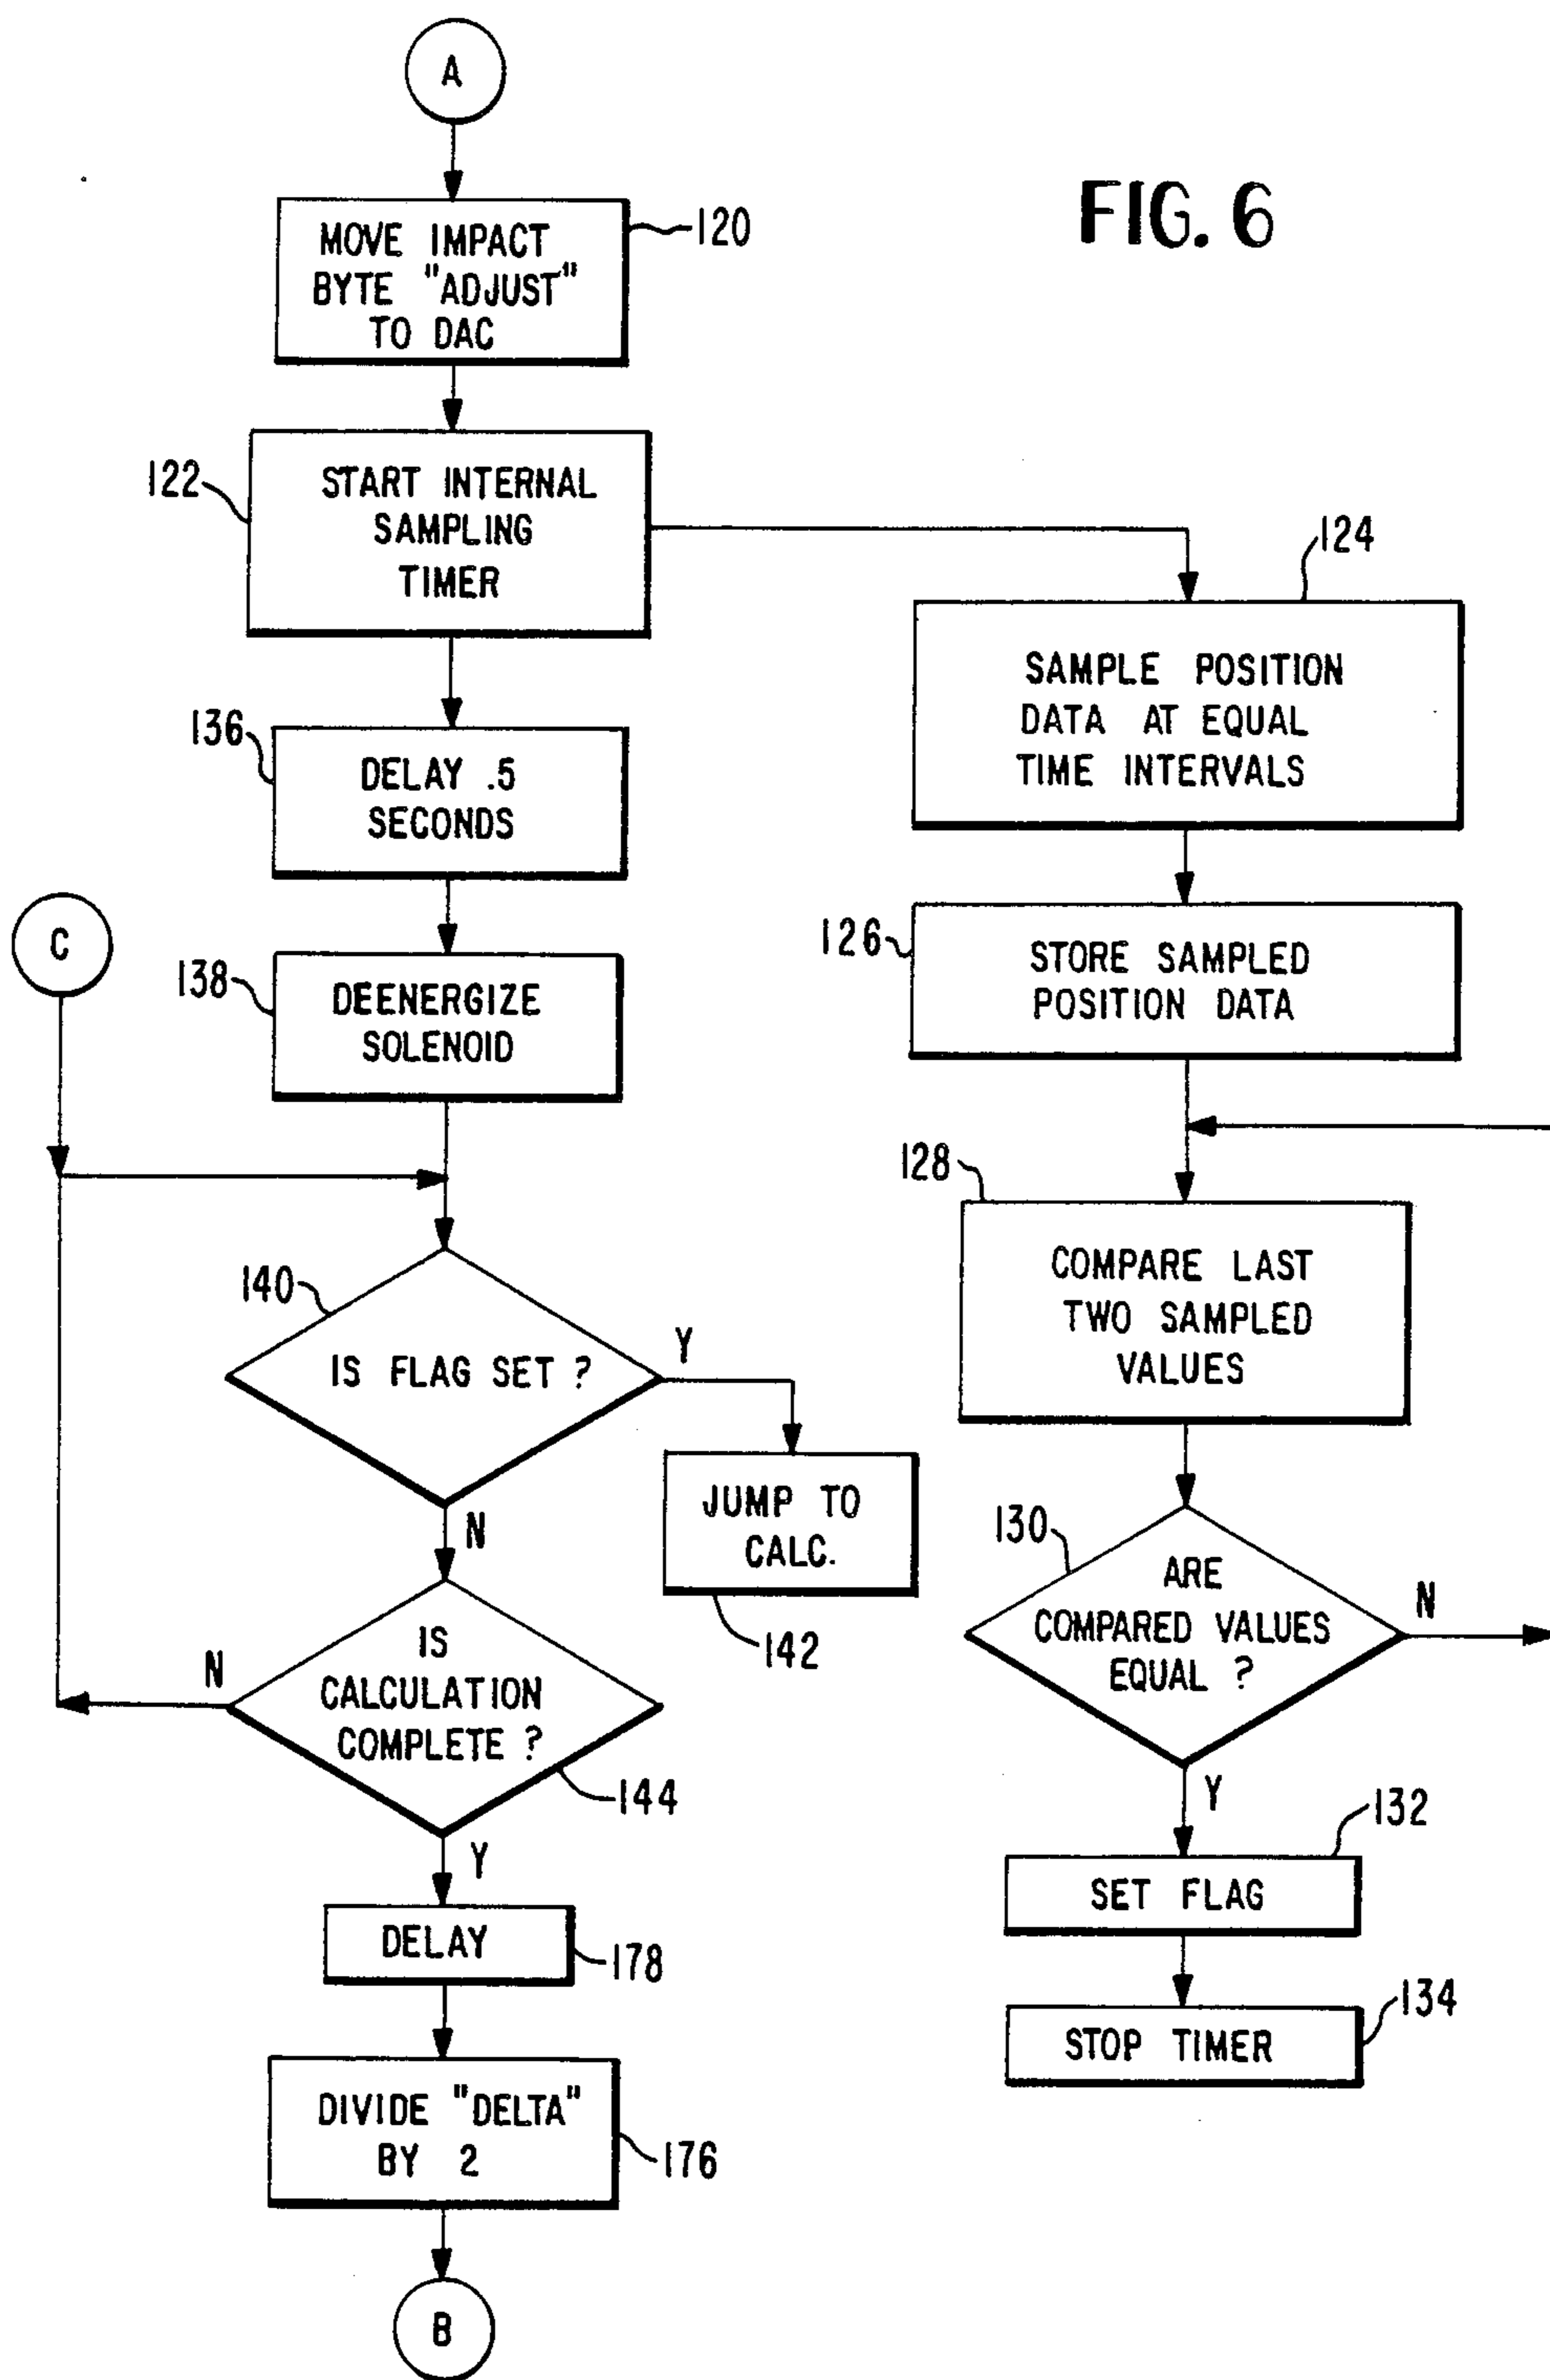 A
FIG. 6
MOVE IMPACT
BYTE "ADJUST"
TO DAC
120
122
START INTERNAL
SAMPLING
TIMER
124
SAMPLE POSITION
DATA AT EQUAL
TIME INTERVALS
136
DELAY .5
SECONDS
C
126
STORE SAMPLED
POSITION DATA
138
DEENERGIZE
SOLENOID
128
COMPARE LAST
TWO SAMPLED
VALUES
140
IS FLAG SET ?
Y
N
JUMP TO
CALC.
142
130
ARE
COMPARED VALUES
EQUAL ?
N
Y
IS
CALCULATION
COMPLETE ?
N
144
Y
132
SET FLAG
DELAY
178
134
STOP TIMER
DIVIDE "DELTA"
BY 2
176
B